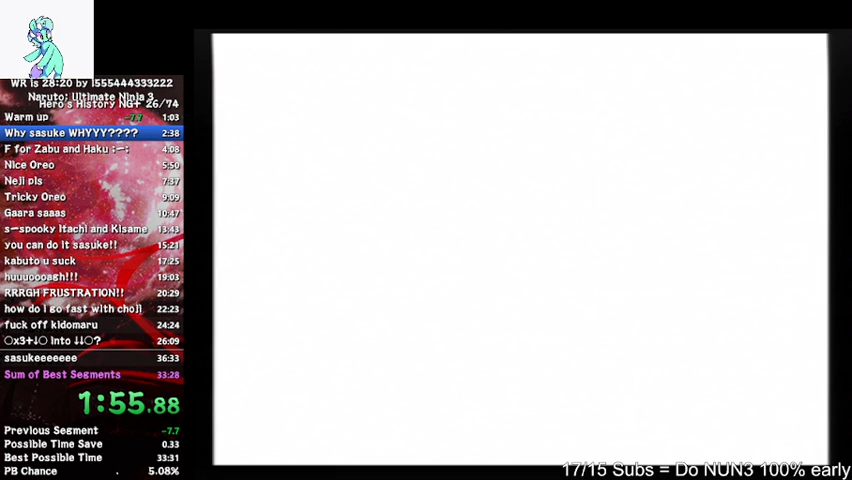 WR is 28:20 by l555444333222
Naruto: Ultimate Ninja 3
Hero's History NG+ 26/74
Warm up -7.7 1:03
Why sasuke WHYYY???? 2:38
F for Zabu and Haku :-: 4:08
Nice Oreo 5:50
Neji pls 7:37
Tricky Oreo 9:09
Gaara saaas 10:47
s-spooky Itachi and Kisame 13:43
you can do it sasuke!! 15:21
kabuto u suck 17:25
huuuoooagh!!! 19:03
RRRGH FRUSTRATION!! 20:29
how do i go fast with choji 22:23
fuck off kidomaru 24:24
○x3+↓○ into ↓↓○? 26:09
sasukeeeeeee 36:33
Sum of Best Segments 33:28
1:55.88
Previous Segment -7.7
Possible Time Save 0.33
Best Possible Time 33:31
PB Chance . 5.08%
17/15 Subs = Do NUN3 100% early